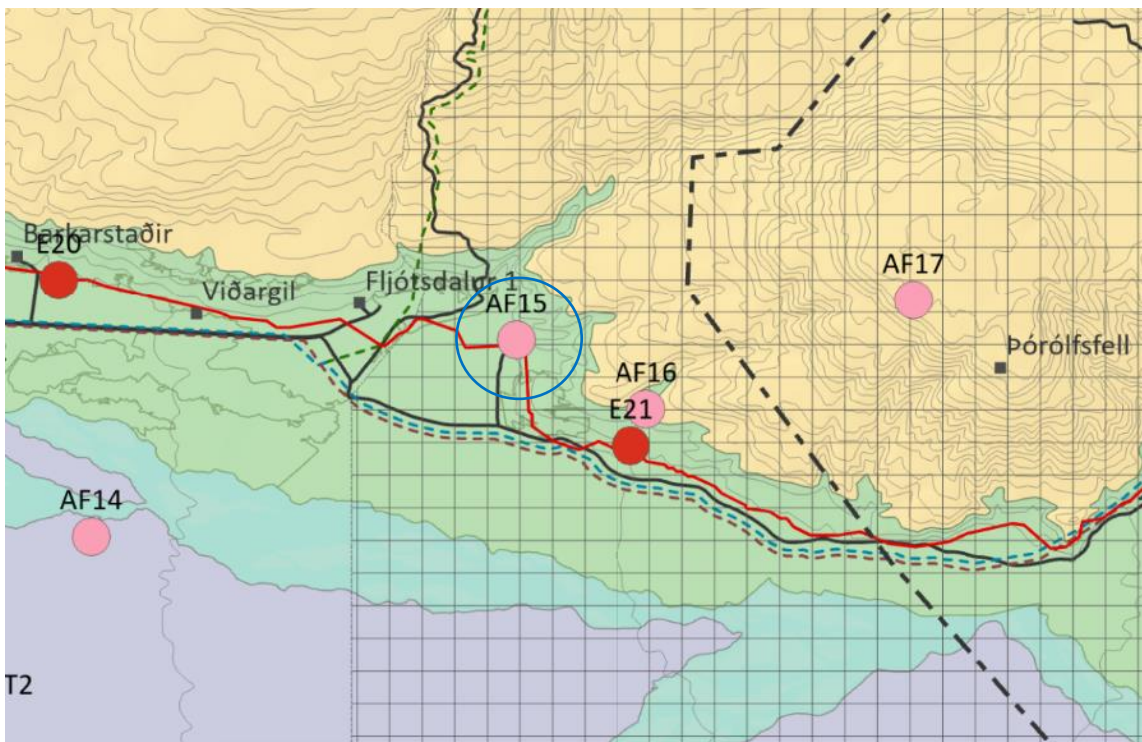 Barkarstaðir
E20
Viðargil
Fljótsdalur 1
AF15
AF17
Þórólfsfell
AF16
E21
AF14
T2